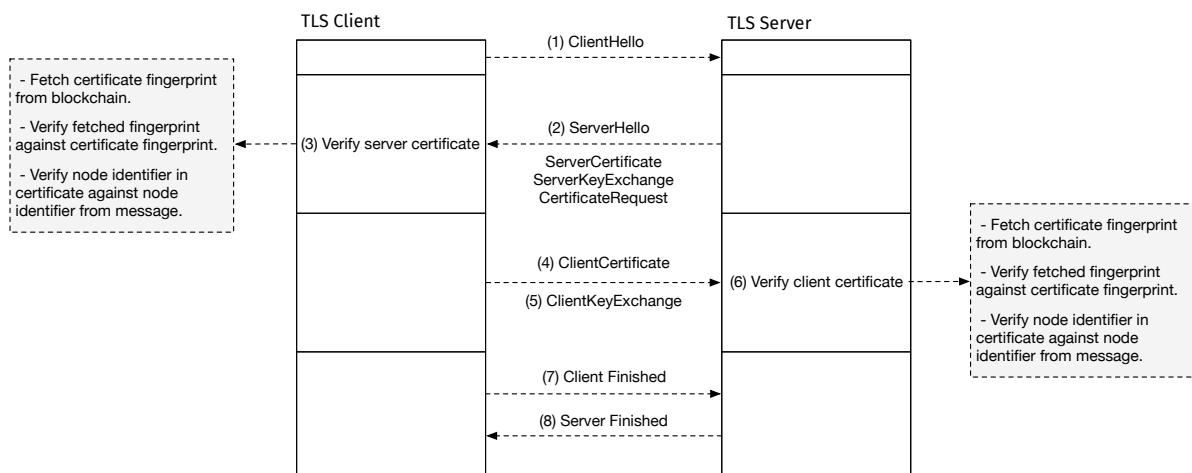 TLS Client
TLS Server
(1) ClientHello
- Fetch certificate fingerprint
from blockchain.
- Verify fetched fingerprint
against certificate fingerprint.
- Verify node identifier in
certificate against node
identifier from message.
(3) Verify server certificate
(2) ServerHello
ServerCertificate
ServerKeyExchange
CertificateRequest
(4) ClientCertificate
(5) ClientKeyExchange
(6) Verify client certificate
- Fetch certificate fingerprint
from blockchain.
- Verify fetched fingerprint
against certificate fingerprint.
- Verify node identifier in
certificate against node
identifier from message.
(7) Client Finished
(8) Server Finished